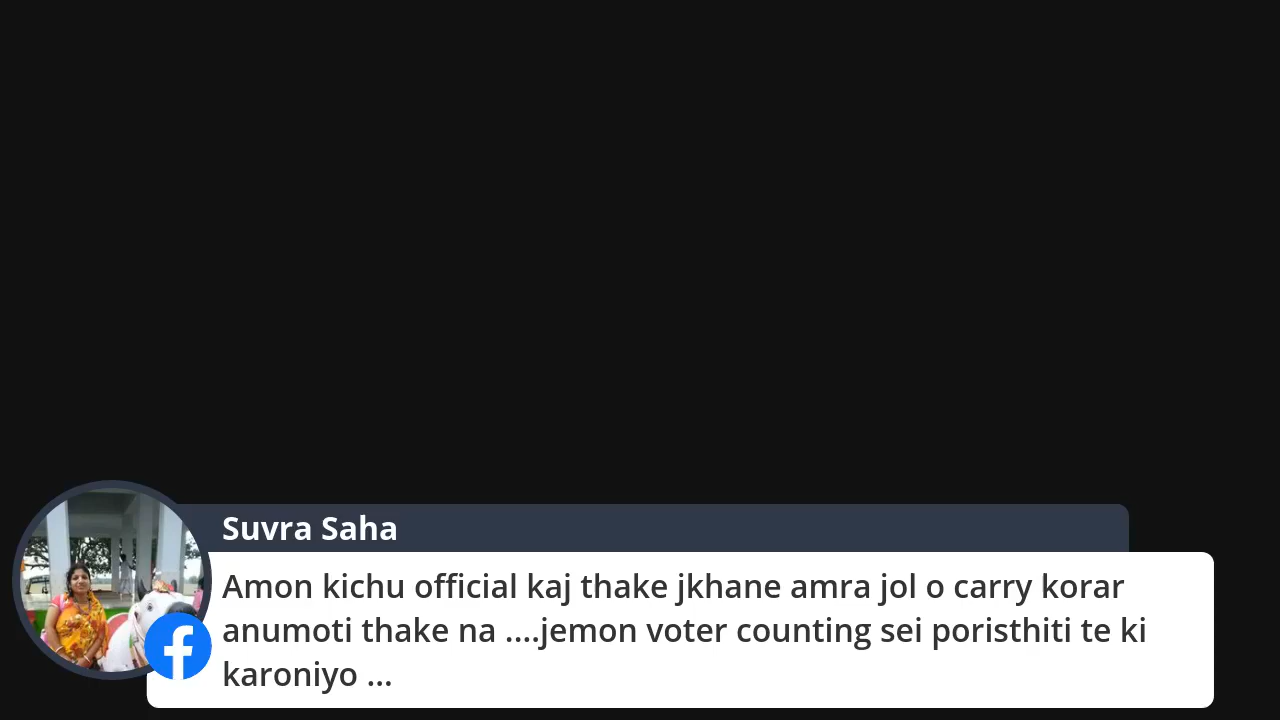 Suvra Saha
Amon kichu official kaj thake jkhane amra jol o carry korar
anumoti thake na ....jemon voter counting sei poristhiti te ki
karoniyo ...